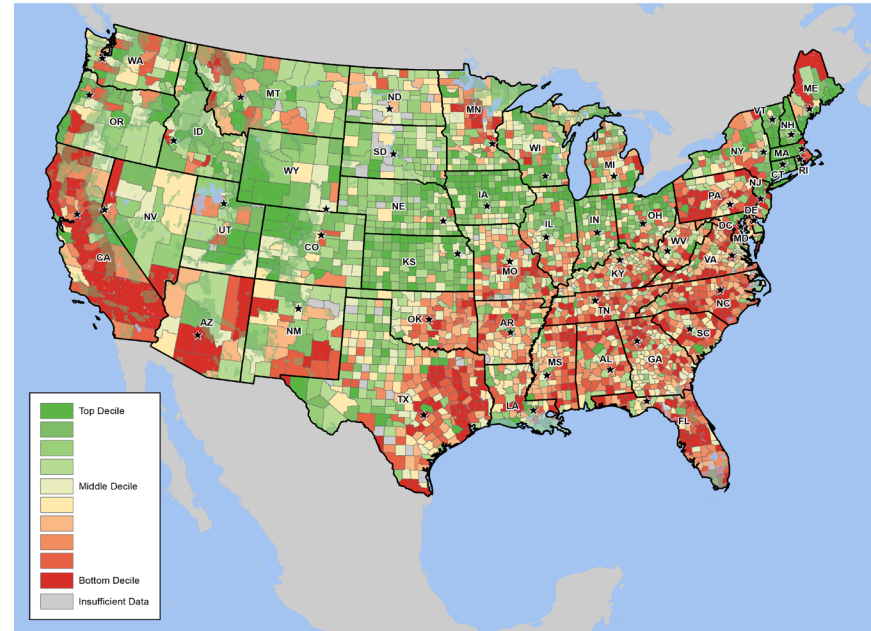 WA
MT
ND
MN
ME
VT
NH
OR
ID
SD
WI
MI
NY
MA
CT
RI
WY
IA
PA
NJ
NV
UT
NE
IL
IN
OH
DE
DC
MD
CO
WV
VA
CA
KS
MO
KY
AZ
NM
OK
AR
TN
NC
SC
MS
AL
GA
TX
LA
FL
Top Decile
Middle Decile
Bottom Decile
Insufficient Data